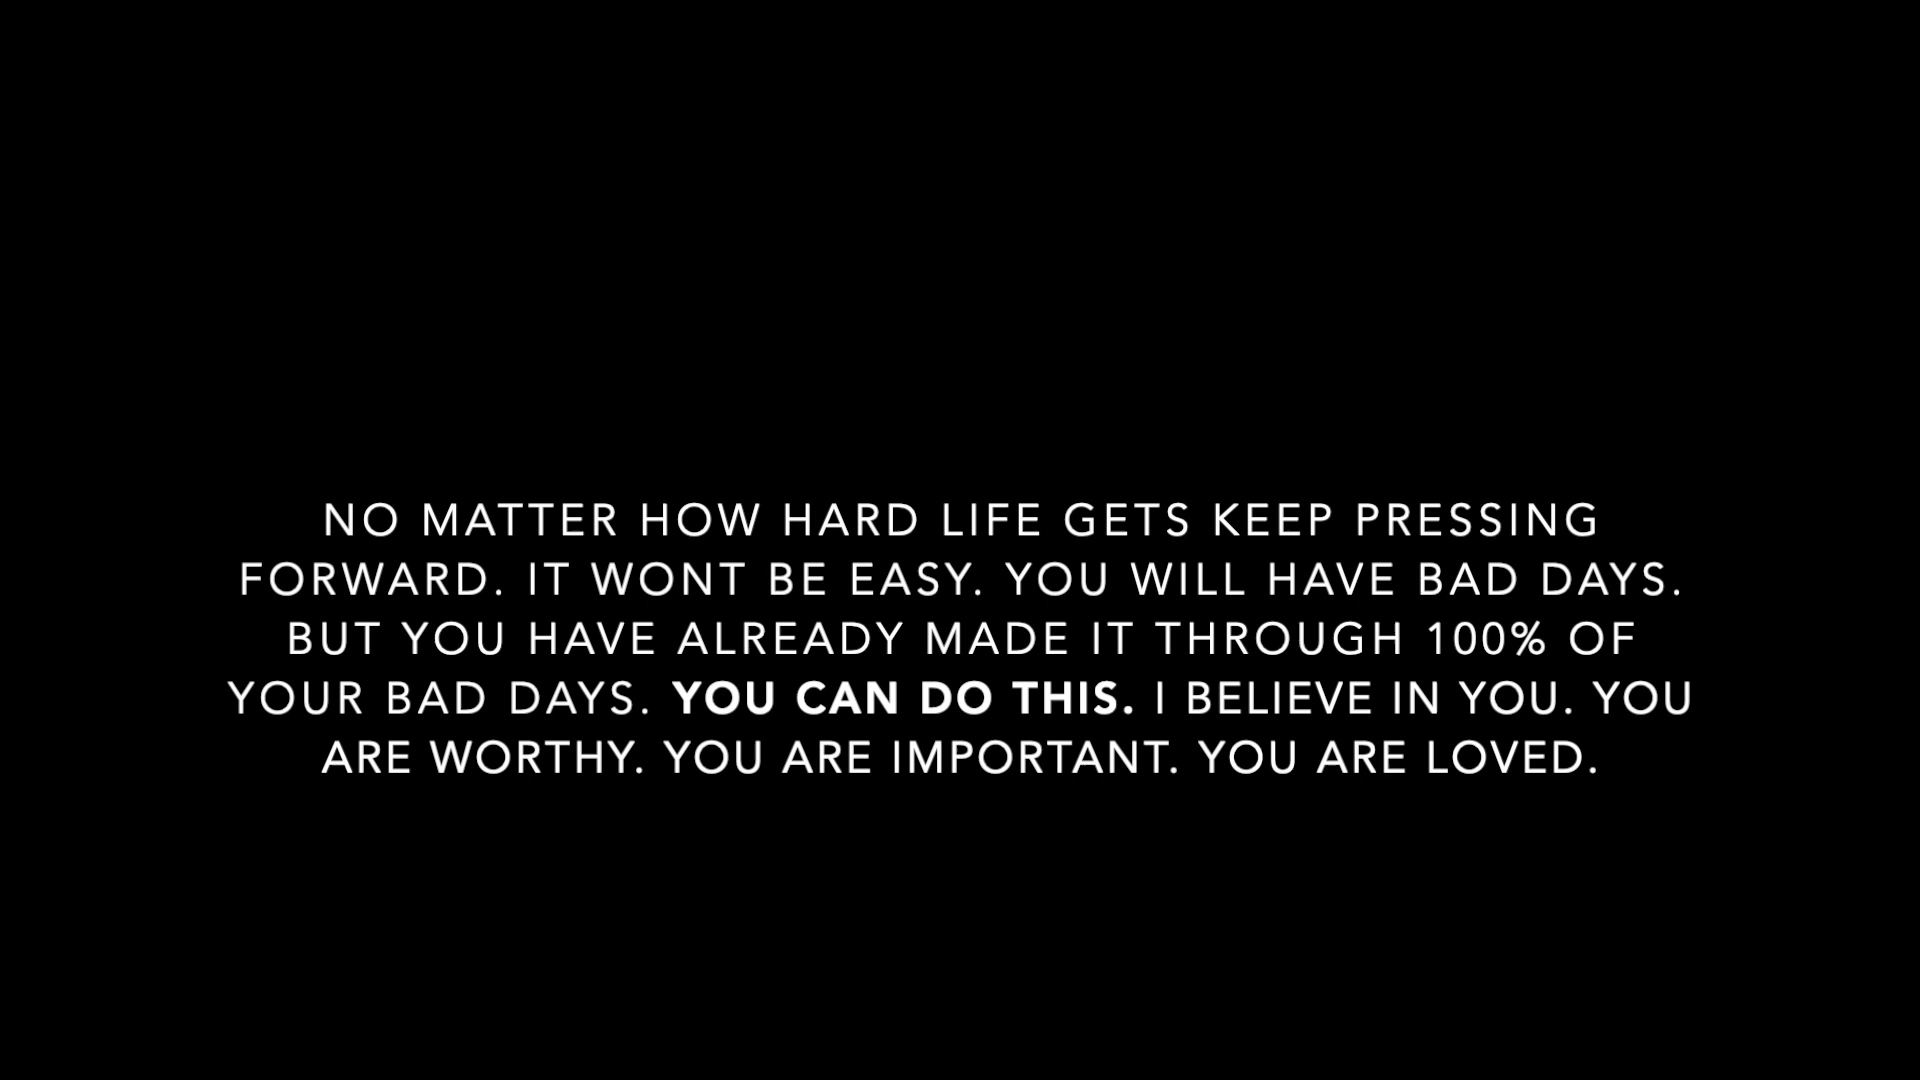 NO MATTER HOW HARD LIFE GETS KEEP PRESSING
FORWARD. IT WONT BE EASY. YOU WILL HAVE BAD DAYS.
BUT YOU HAVE ALREADY MADE IT THROUGH 100% OF
YOUR BAD DAYS. YOU CAN DO THIS. I BELIEVE IN YOU. YOU
ARE WORTHY. YOU ARE IMPORTANT. YOU ARE LOVED.